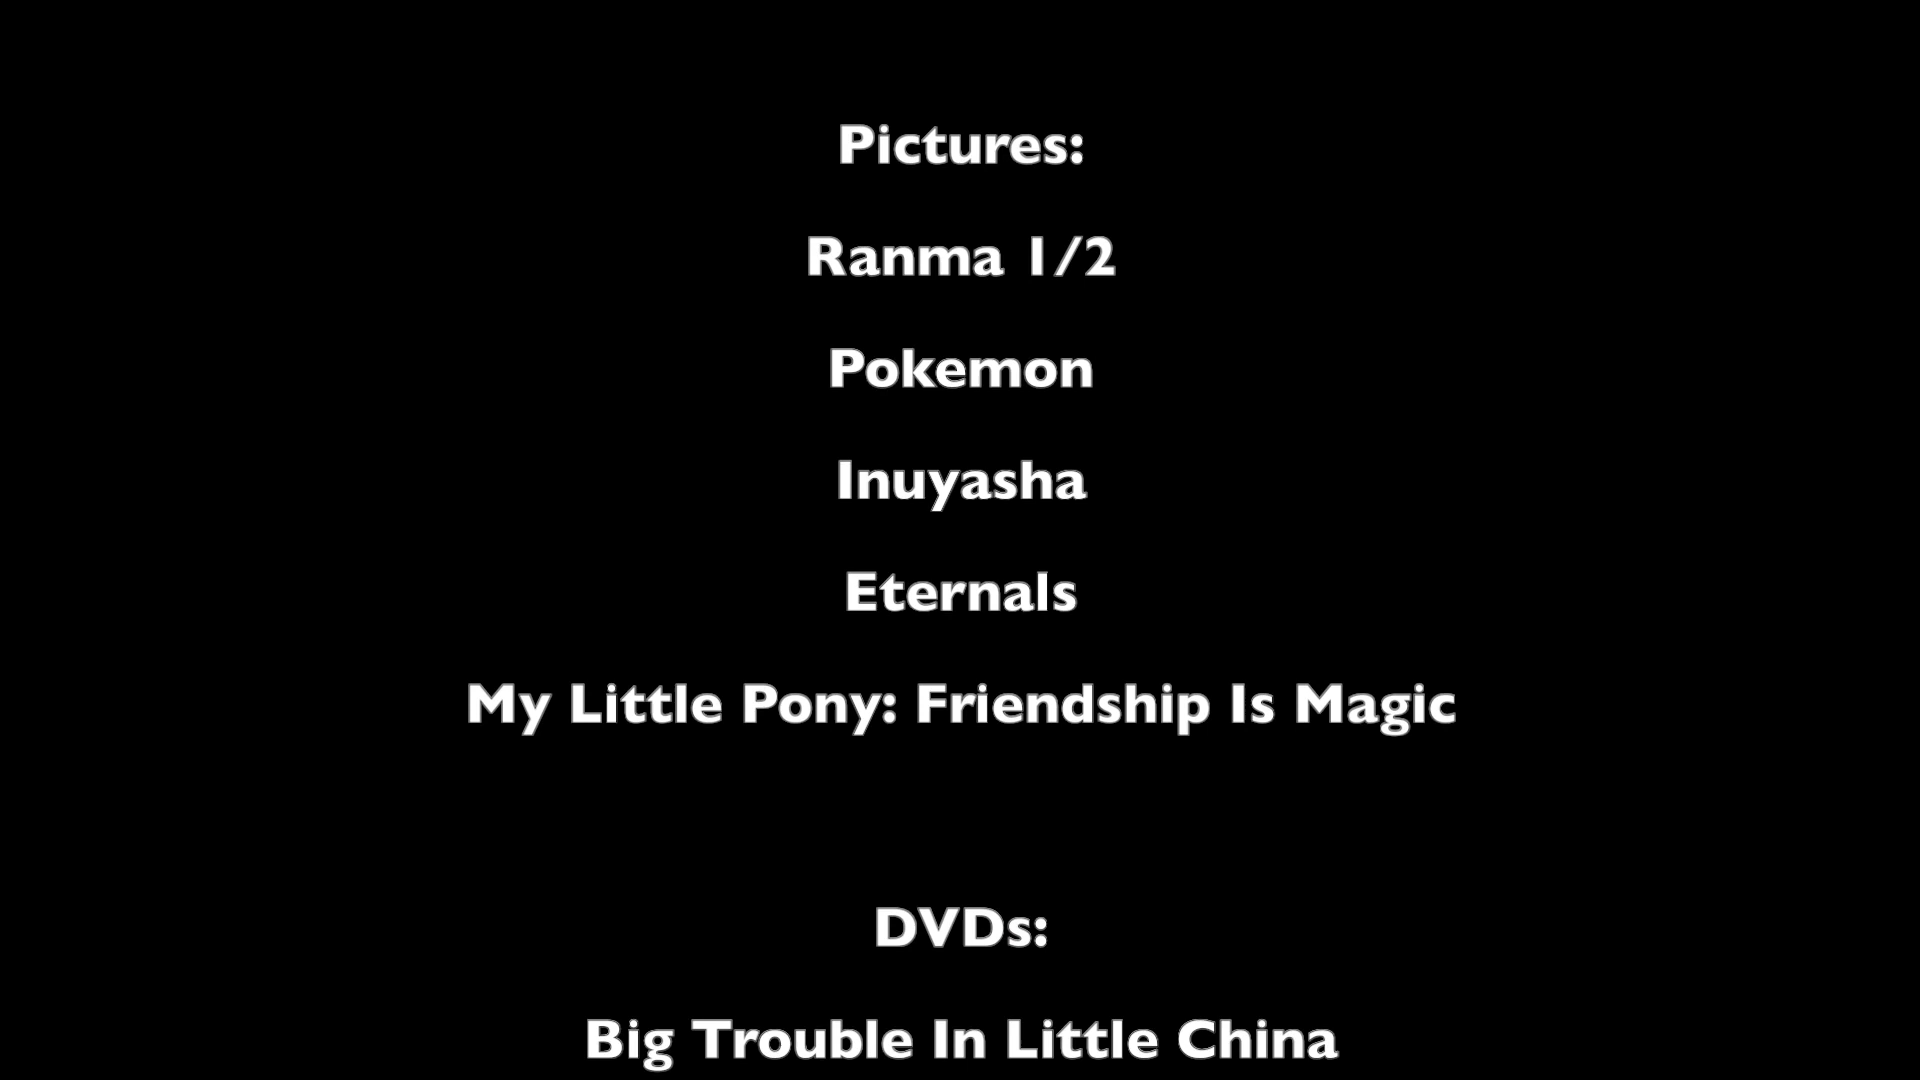 Pictures:
Ranma 1/2
Pokemon
Inuyasha
Eternals
My Little Pony: Friendship Is Magic
DVDs:
Big Trouble In Little China